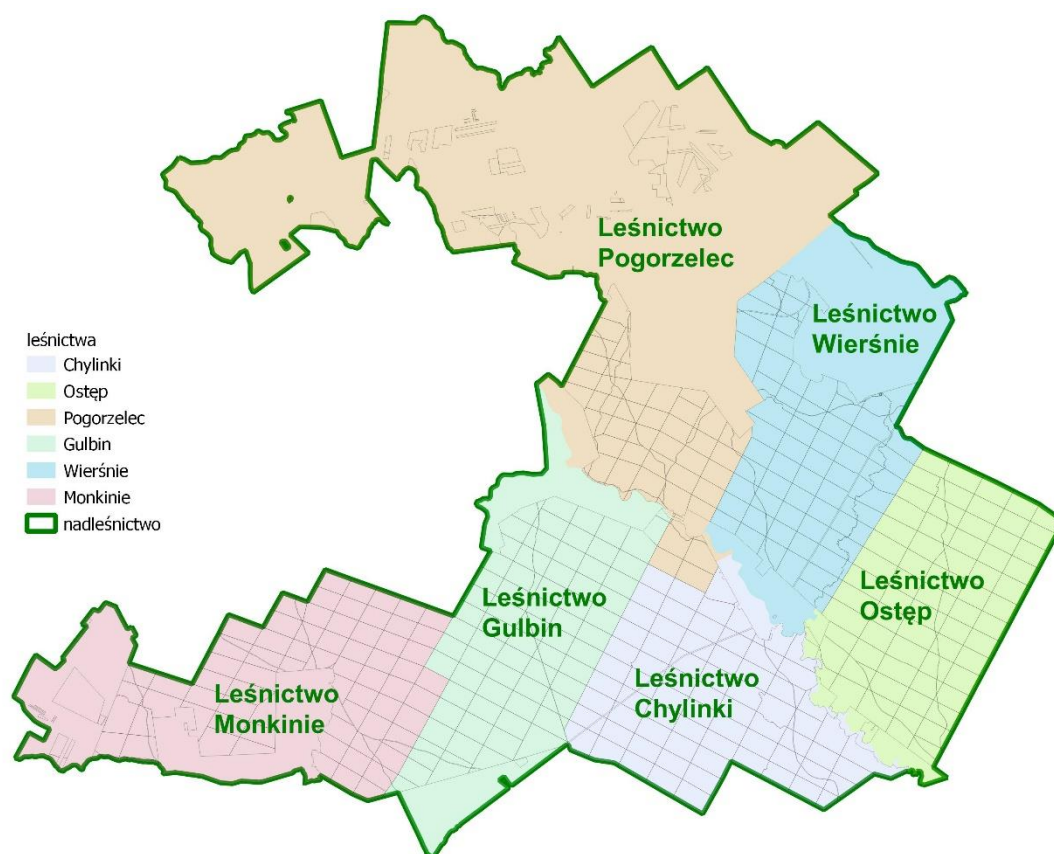 Leśnictwo
Pogorzelec
Leśnictwo
Wierśnie
leśnictwa
Chylinki
Ostęp
Pogorzelec
Gulbin
Wierśnie
Monkinie
nadleśnictwo
Leśnictwo
Ostęp
Leśnictwo
Gulbin
Leśnictwo
Chylinki
Leśnictwo
Monkinie